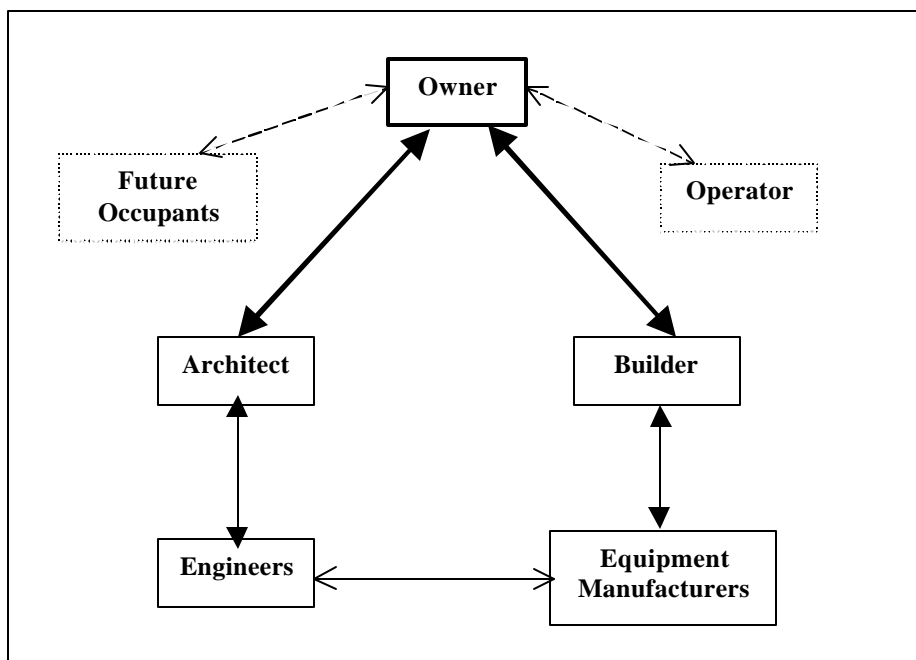 Owner
Future
Occupants
Operator
Architect
Builder
Engineers
Equipment
Manufacturers